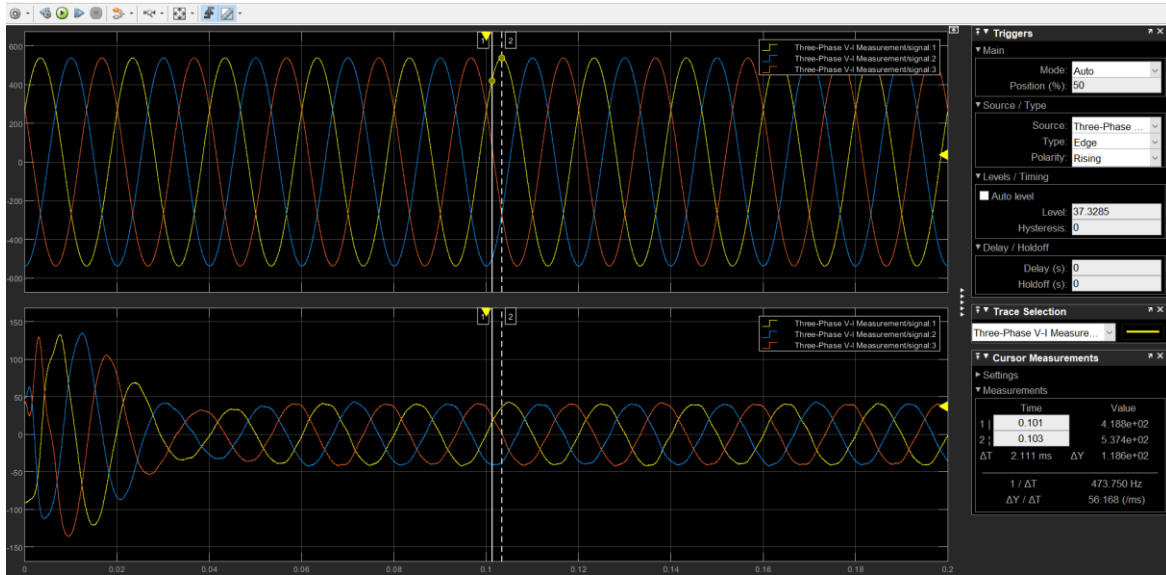 600
400
200
0
-200
-400
-600
1 2
Three-Phase V-I Measurement/signal:1
Three-Phase V-I Measurement/signal:2
Three-Phase V-I Measurement/signal:3
150
100
50
0
-50
-100
-150
1 2
Three-Phase V-I Measurement/signal:1
Three-Phase V-I Measurement/signal:2
Three-Phase V-I Measurement/signal:3
0 0.02 0.04 0.06 0.08 0.1 0.12 0.14 0.16 0.18 0.2
Triggers
Main
Mode: Auto
Position (%): 50
Source / Type
Source: Three-Phase ...
Type: Edge
Polarity: Rising
Levels / Timing
Auto level
Level: 37.3285
Hysteresis: 0
Delay / Holdoff
Delay (s): 0
Holdoff (s): 0
Trace Selection
Three-Phase V-I Measure...
Cursor Measurements
Settings
Measurements
Time Value
1 | 0.101 4.188e+02
2 ¦ 0.103 5.374e+02
ΔT 2.111 ms ΔY 1.186e+02
1 / ΔT 473.750 Hz
ΔY / ΔT 56.168 (/ms)